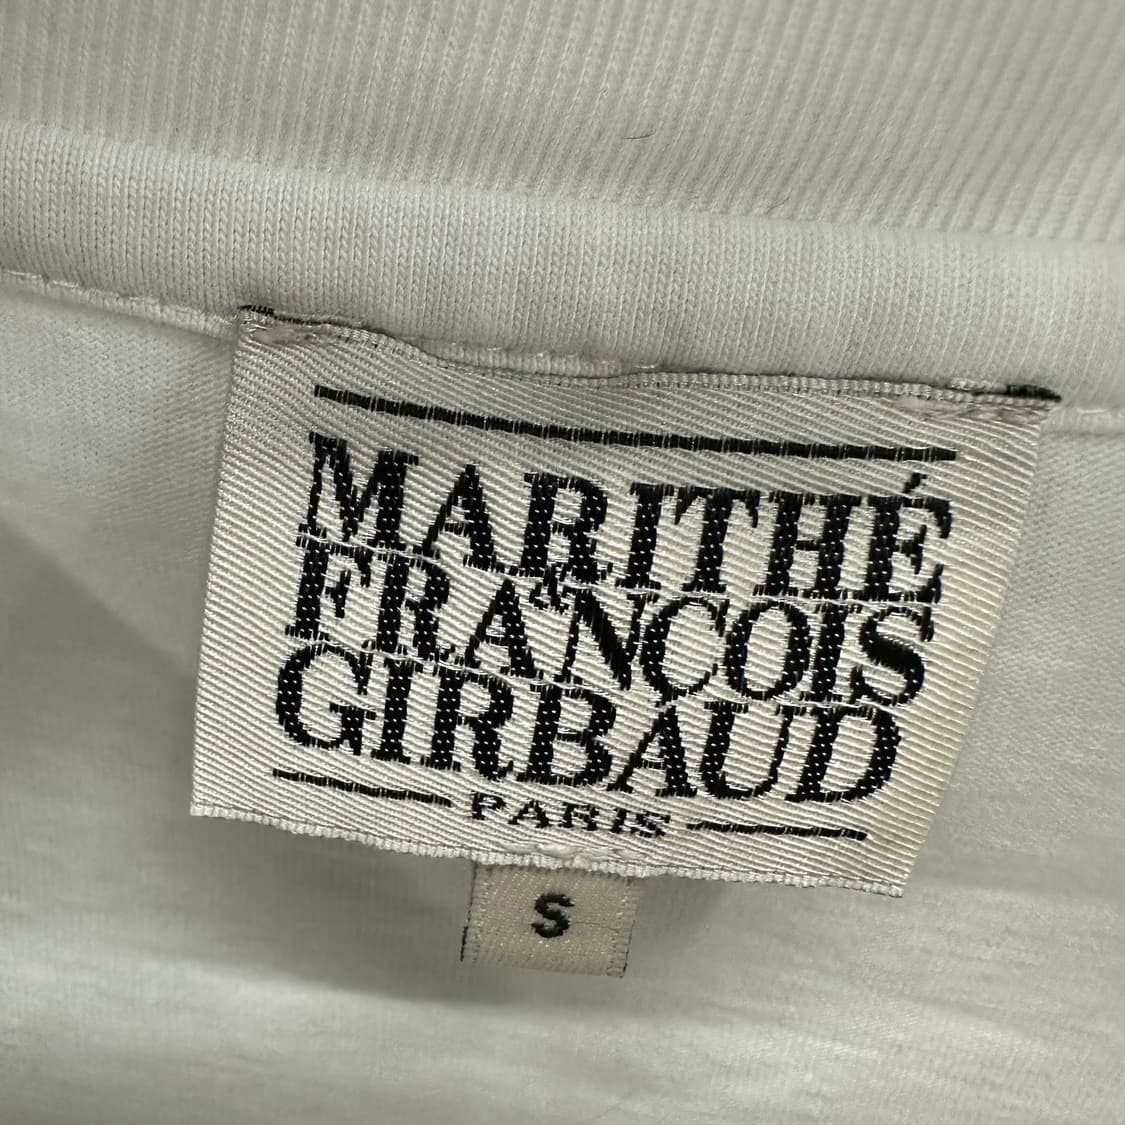 MARITHÉ
&
FRANÇOIS
GIRBAUD
PARIS
S